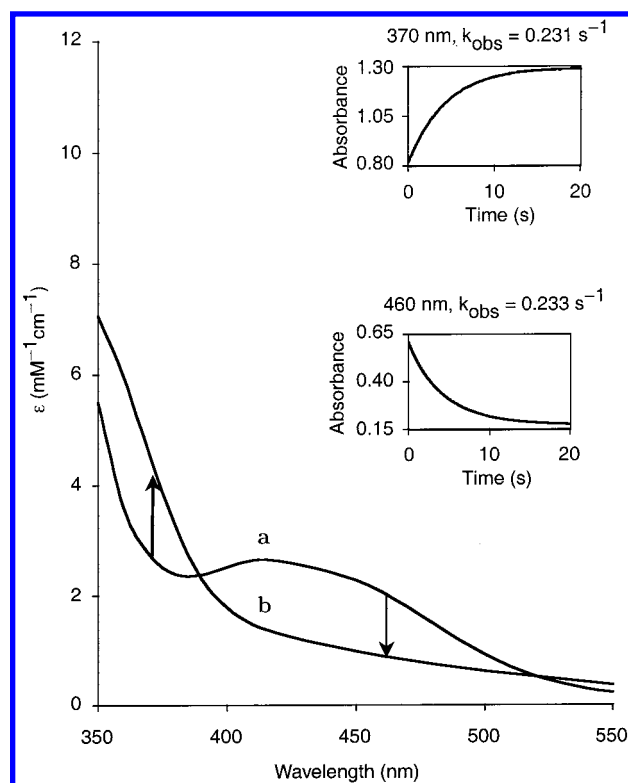 370 nm, kobs = 0.231 s−1
1.30
1.05
0.80
Absorbance
0
10
20
Time (s)
460 nm, kobs = 0.233 s−1
0.65
0.40
0.15
Absorbance
0
10
20
Time (s)
12
10
8
6
4
2
0
ε (mM−1cm−1)
a
b
350
400
450
500
550
Wavelength (nm)